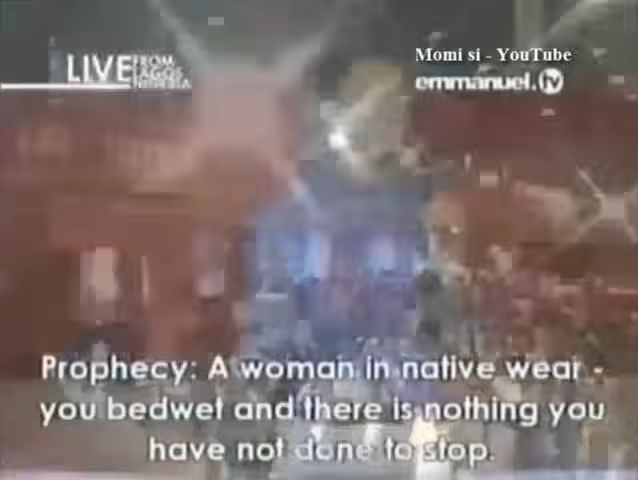 LIVE FROM LAGOS NIGERIA
Momi si - YouTube
emmanuel.tv
Prophecy: A woman in native wear -
you bedwet and there is nothing you
have not done to stop.